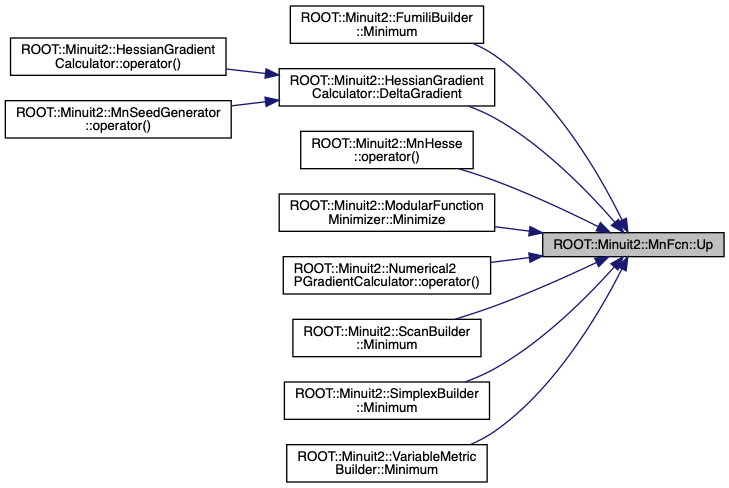 ROOT::Minuit2::FumiliBuilder
::Minimum
ROOT::Minuit2::HessianGradient
Calculator::operator()
ROOT::Minuit2::HessianGradient
Calculator::DeltaGradient
ROOT::Minuit2::MnSeedGenerator
::operator()
ROOT::Minuit2::MnHesse
::operator()
ROOT::Minuit2::ModularFunction
Minimizer::Minimize
ROOT::Minuit2::MnFcn::Up
ROOT::Minuit2::Numerical2
PGradientCalculator::operator()
ROOT::Minuit2::ScanBuilder
::Minimum
ROOT::Minuit2::SimplexBuilder
::Minimum
ROOT::Minuit2::VariableMetric
Builder::Minimum